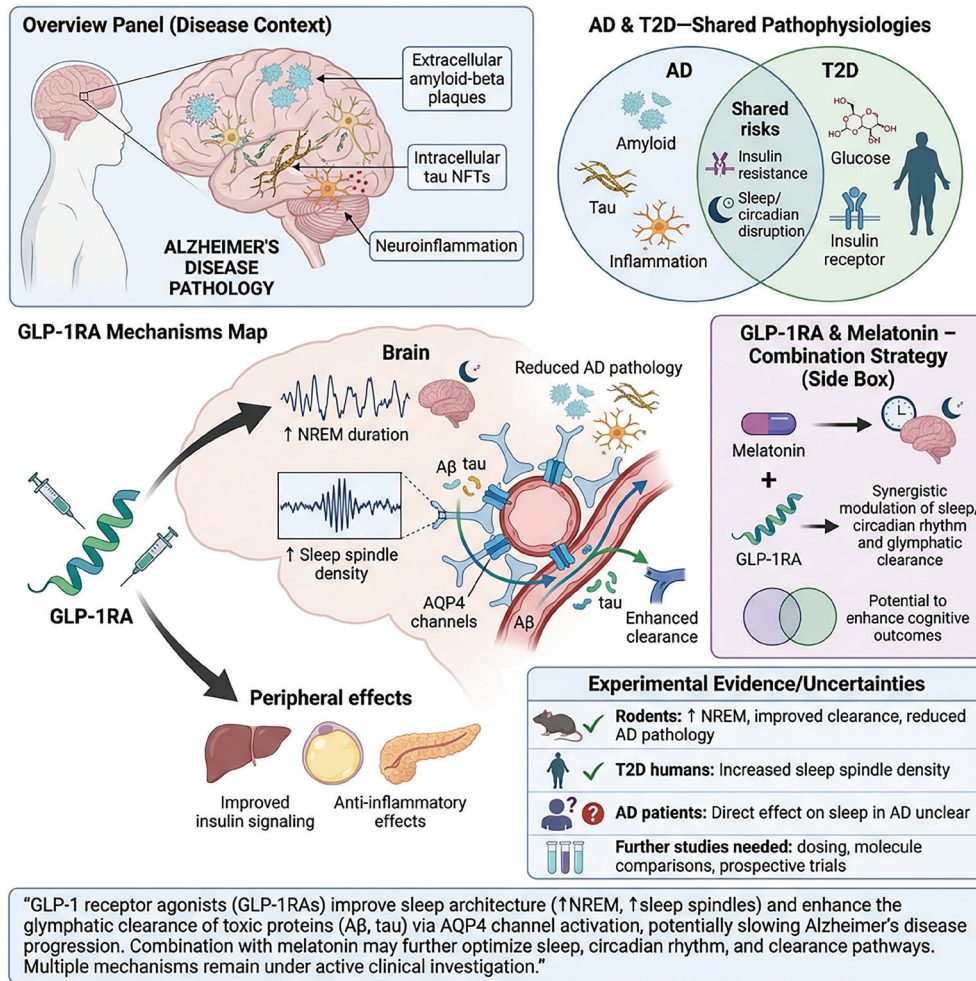 Overview Panel (Disease Context)
Extracellular
amyloid-beta
plaques
Intracellular
tau NFTs
Neuroinflammation
ALZHEIMER'S
DISEASE
PATHOLOGY
AD & T2D—Shared Pathophysiologies
AD
T2D
Amyloid
Tau
Inflammation
Shared
risks
Insulin
resistance
Sleep/
circadian
disruption
HO
OH
HO
OH
Glucose
Insulin
receptor
GLP-1RA Mechanisms Map
Brain
↑ NREM duration
↑ Sleep spindle
density
Reduced AD pathology
Aβ tau
AQP4
channels
Aβ
tau
Enhanced
clearance
GLP-1RA
Peripheral effects
Improved
insulin signaling
Anti-inflammatory
effects
GLP-1RA & Melatonin –
Combination Strategy
(Side Box)
Melatonin
+
GLP-1RA
Synergistic
modulation of sleep/
circadian rhythm
and glymphatic
clearance
Potential to
enhance cognitive
outcomes
Experimental Evidence/Uncertainties
Rodents: ↑ NREM, improved clearance, reduced
AD pathology
T2D humans: Increased sleep spindle density
? ?
AD patients: Direct effect on sleep in AD unclear
Further studies needed: dosing, molecule
comparisons, prospective trials
“GLP-1 receptor agonists (GLP-1RAs) improve sleep architecture (↑NREM, ↑sleep spindles) and enhance the
glymphatic clearance of toxic proteins (Aβ, tau) via AQP4 channel activation, potentially slowing Alzheimer's disease
progression. Combination with melatonin may further optimize sleep, circadian rhythm, and clearance pathways.
Multiple mechanisms remain under active clinical investigation.”